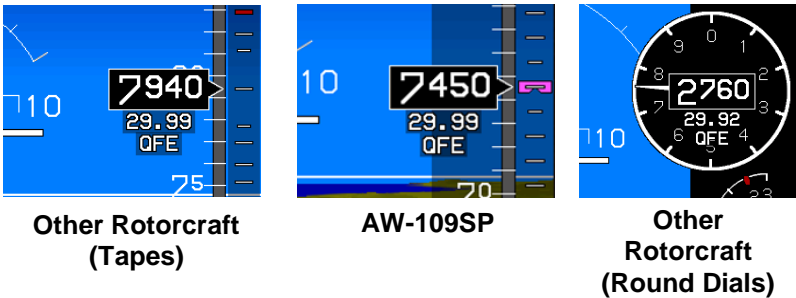 10
7940
29.99
QFE
75
10
7450
29.99
QFE
70
10
0
1
2
3
4
5
6
7
8
9
2760
29.92
QFE
23
Other Rotorcraft
(Tapes)
AW-109SP
Other
Rotorcraft
(Round Dials)